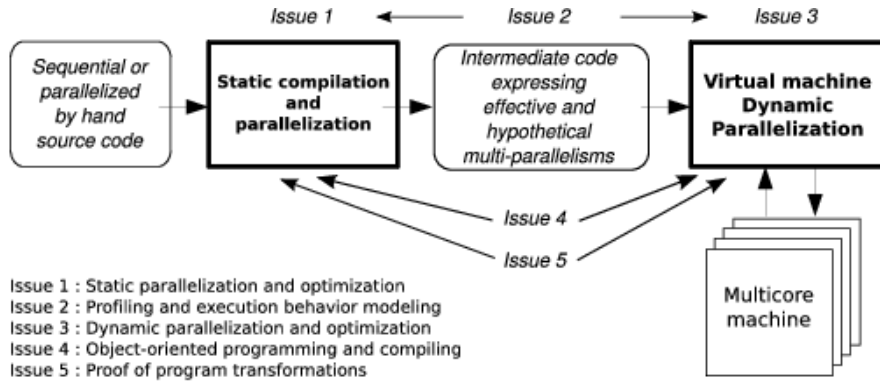 Issue 1
Issue 2
Issue 3
Sequential or
parallelized
by hand
source code
Static compilation
and
parallelization
Intermediate code
expressing
effective and
hypothetical
multi-parallelisms
Virtual machine
Dynamic
Parallelization
Issue 4
Issue 5
Multicore
machine
Issue 1 : Static parallelization and optimization
Issue 2 : Profiling and execution behavior modeling
Issue 3 : Dynamic parallelization and optimization
Issue 4 : Object-oriented programming and compiling
Issue 5 : Proof of program transformations